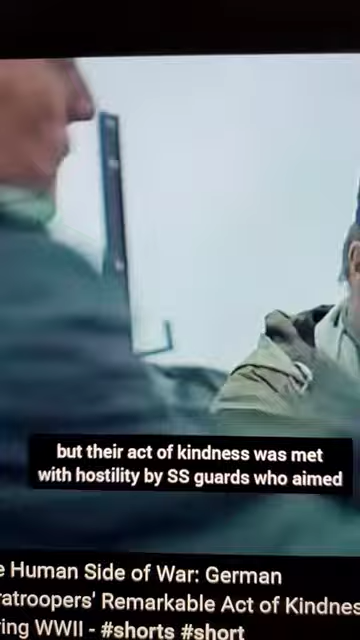 but their act of kindness was met
with hostility by SS guards who aimed
e Human Side of War: German
ratroopers' Remarkable Act of Kindnes
ring WWII - #shorts #short